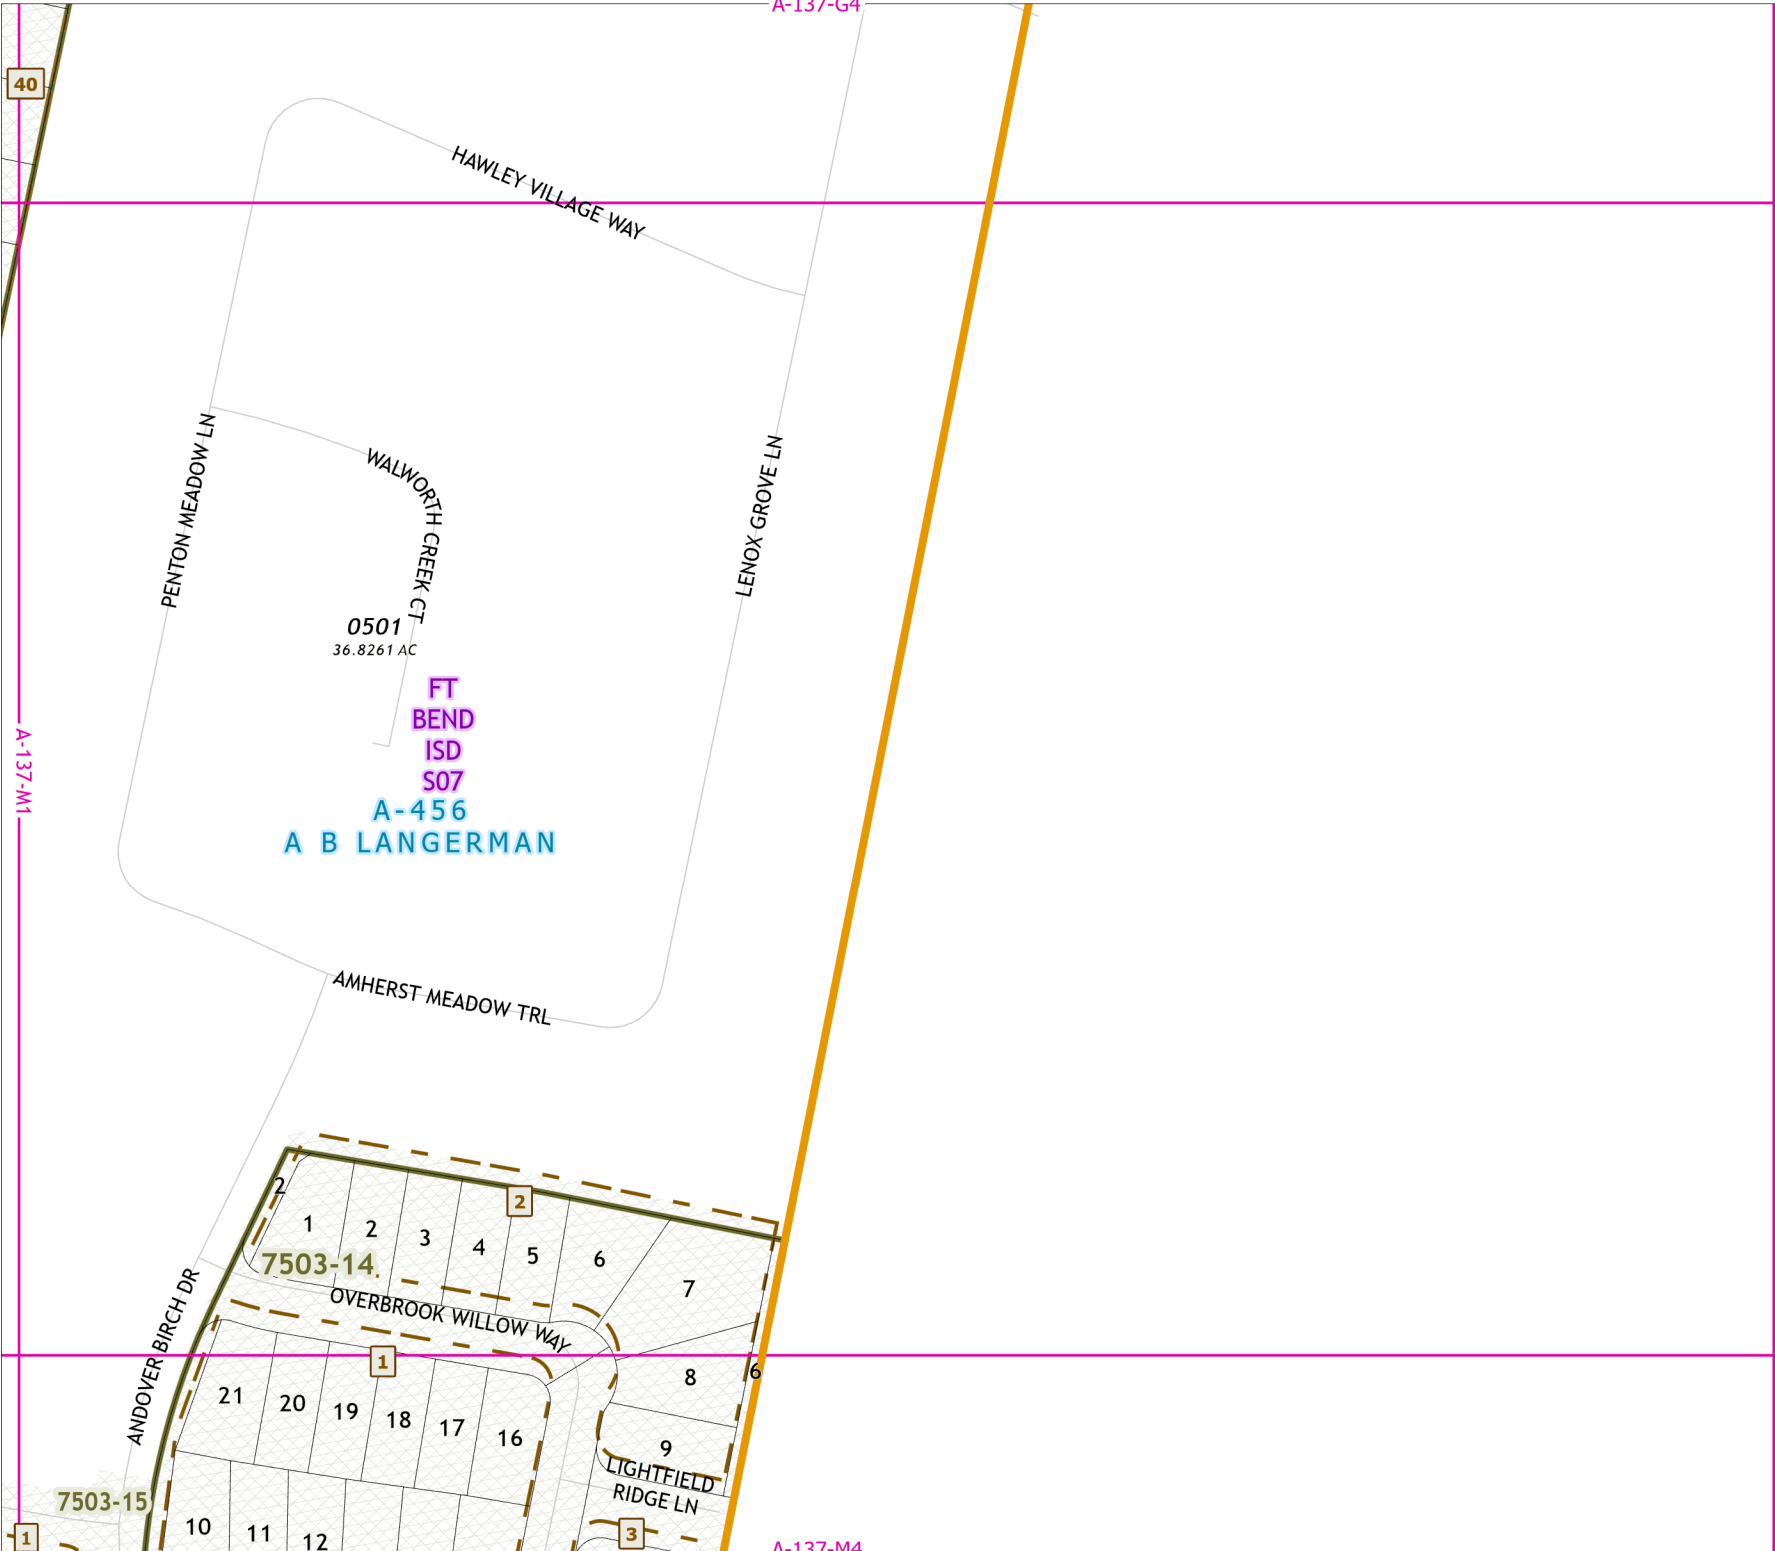 A-137-G4
40
HAWLEY VILLAGE WAY
PENTON MEADOW LN
WALWORTH CREEK CT
LENOX GROVE LN
0501
36.8261 AC
FT
BEND
ISD
S07
A-456
A B LANGERMAN
A-137-M1
AMHERST MEADOW TRL
2
2
1
2
3
4
5
6
7
7503-14
OVERBROOK WILLOW WAY
ANDOVER BIRCH DR
1
8
6
21
20
19
18
17
16
9
LIGHTFIELD
RIDGE LN
7503-15
10
11
12
1
3
A-137-M4